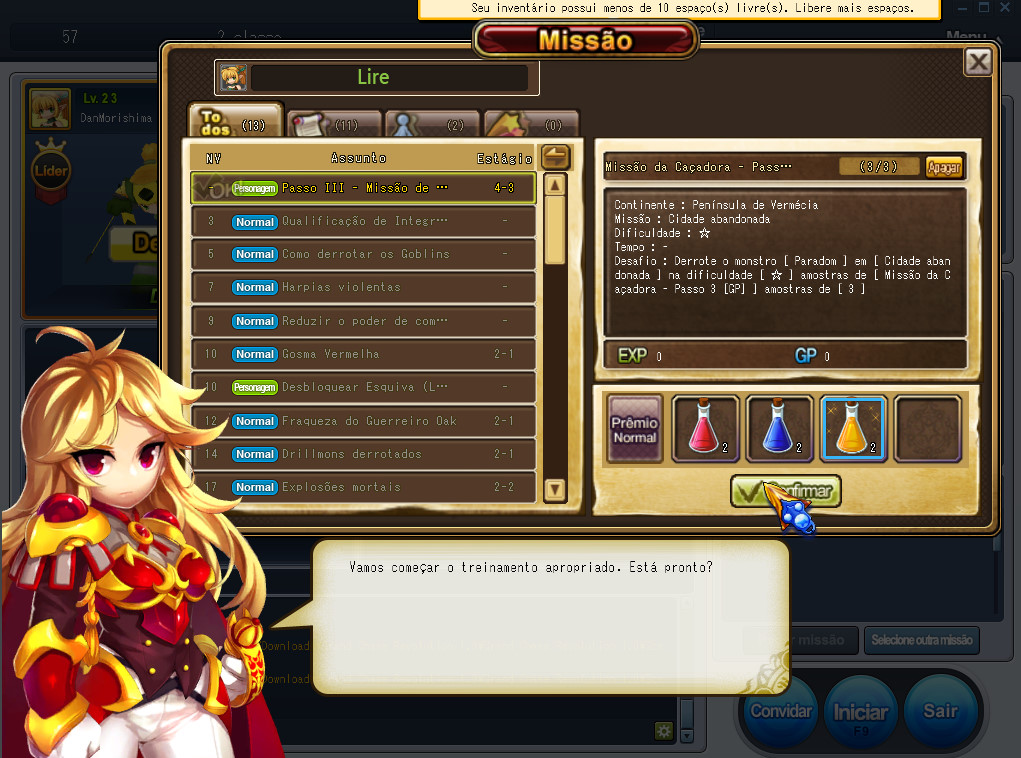 Seu inventário possui menos de 10 espaço(s) livre(s). Libere mais espaços.
57
2 classe
Menu
Missão
Lire
Lv.23
DanMorishima
Líder
To
dos
(13)
(11)
(2)
(0)
NV
Assunto
Estágio
Personagem Passo III - Missão de ··· 4-3
3 Normal Qualificação de Integr··· -
5 Normal Como derrotar os Goblins -
7 Normal Harpias violentas -
9 Normal Reduzir o poder de com··· -
10 Normal Gosma Vermelha 2-1
10 Personagem Desbloquear Esquiva (L··· -
12 Normal Fraqueza do Guerreiro Oak 2-1
14 Normal Drillmons derrotados 2-1
17 Normal Explosões mortais 2-2
Missão da Caçadora - Pass···
(3/3)
Apagar
Continente : Península de Vermécia
Missão : Cidade abandonada
Dificuldade : ☆
Tempo : -
Desafio : Derrote o monstro [ Paradom ] em [ Cidade aban
donada ] na dificuldade [ ☆ ] amostras de [ Missão da C
açadora - Passo 3 [GP] ] amostras de [ 3 ]
EXP 0
GP 0
Prêmio
Normal
2
2
2
Confirmar
Vamos começar o treinamento apropriado. Está pronto?
Download
Download
missão
Selecione outra missão
Convidar
Iniciar
F9
Sair